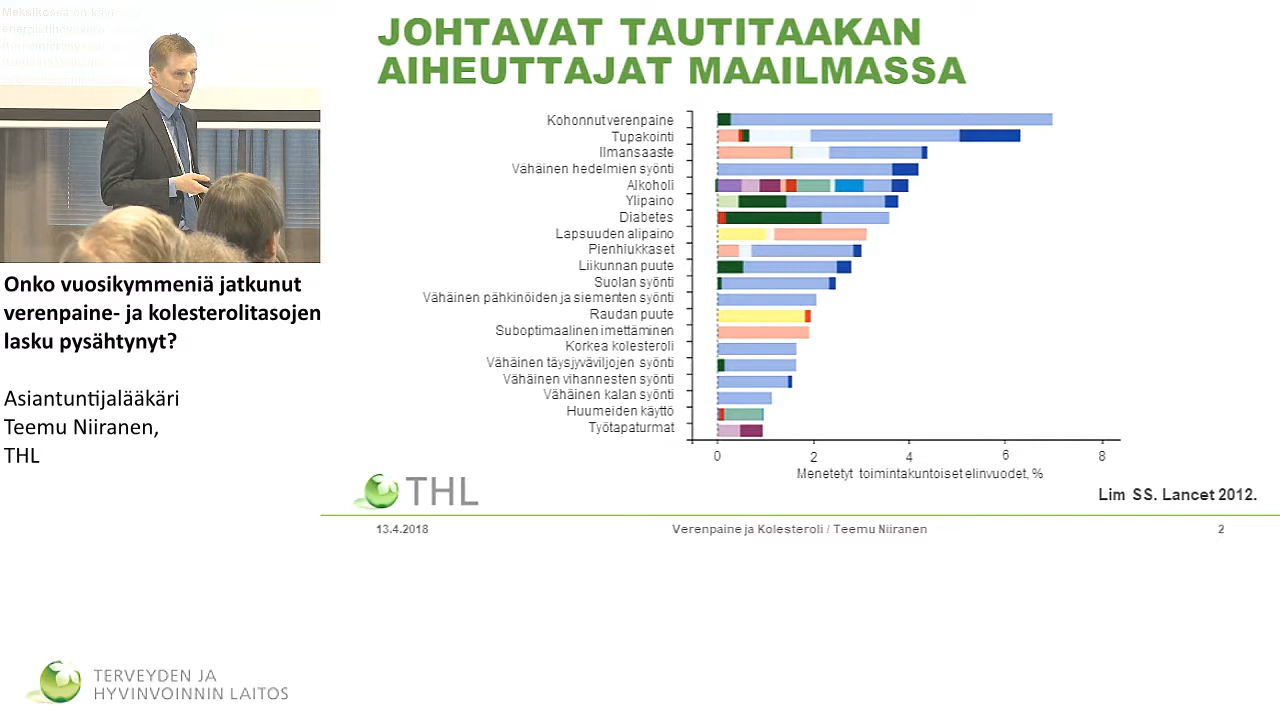 Meksikossa on käyn
JOHTAVAT TAUTITAAKAN
AIHEUTTAJAT MAAILMASSA
Kohonnut verenpaine
Tupakointi
Ilmansaaste
Vähäinen hedelmien syönti
Alkoholi
Ylipaino
Diabetes
Lapsuuden alipaino
Pienhiukkaset
Liikunnan puute
Suolan syönti
Vähäinen pähkinöiden ja siementen syönti
Raudan puute
Suboptimaalinen imettäminen
Korkea kolesteroli
Vähäinen täysjyväviljojen syönti
Vähäinen vihannesten syönti
Vähäinen kalan syönti
Huumeiden käyttö
Työtapaturmat
0 2 4 6 8
Menetetyt toimintakuntoiset elinvuodet, %
THL
Lim SS. Lancet 2012.
13.4.2018 Verenpaine ja Kolesteroli / Teemu Niiranen 2
Onko vuosikymmeniä jatkunut
verenpaine- ja kolesterolitasojen
lasku pysähtynyt?
Asiantuntijalääkäri
Teemu Niiranen,
THL
TERVEYDEN JA
HYVINVOINNIN LAITOS